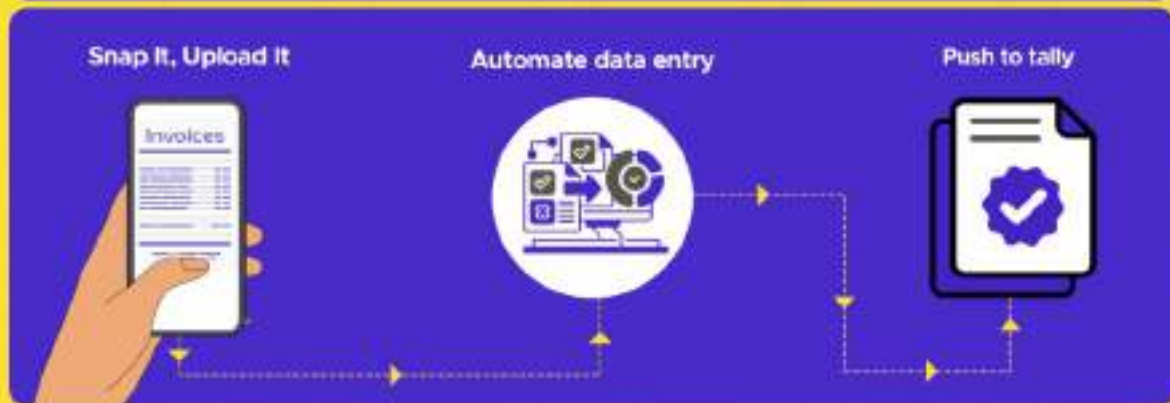 Snap It, Upload It
Automate data entry
Push to tally
Invoices